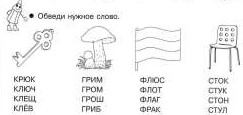 Обведи нужное слово.
КРЮК ГРИМ ФЛЮС СТОК
КЛЮЧ ГРОМ ФЛОТ СТУК
КЛЕЩ ГРОШ ФЛАГ СТОН
КЛЁВ ГРИБ ФРАК СТУЛ